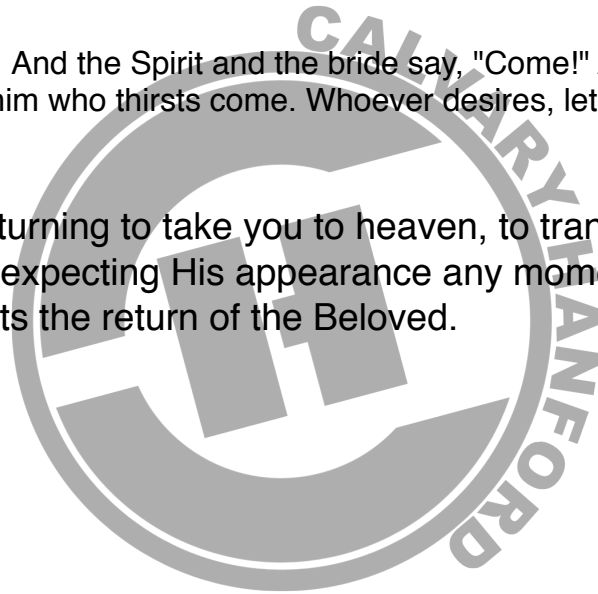 And the Spirit and the bride say, "Come!"
him who thirsts come. Whoever desires, let
turning to take you to heaven, to tran
expecting His appearance any mome
ts the return of the Beloved.
CALVARY HANFORD